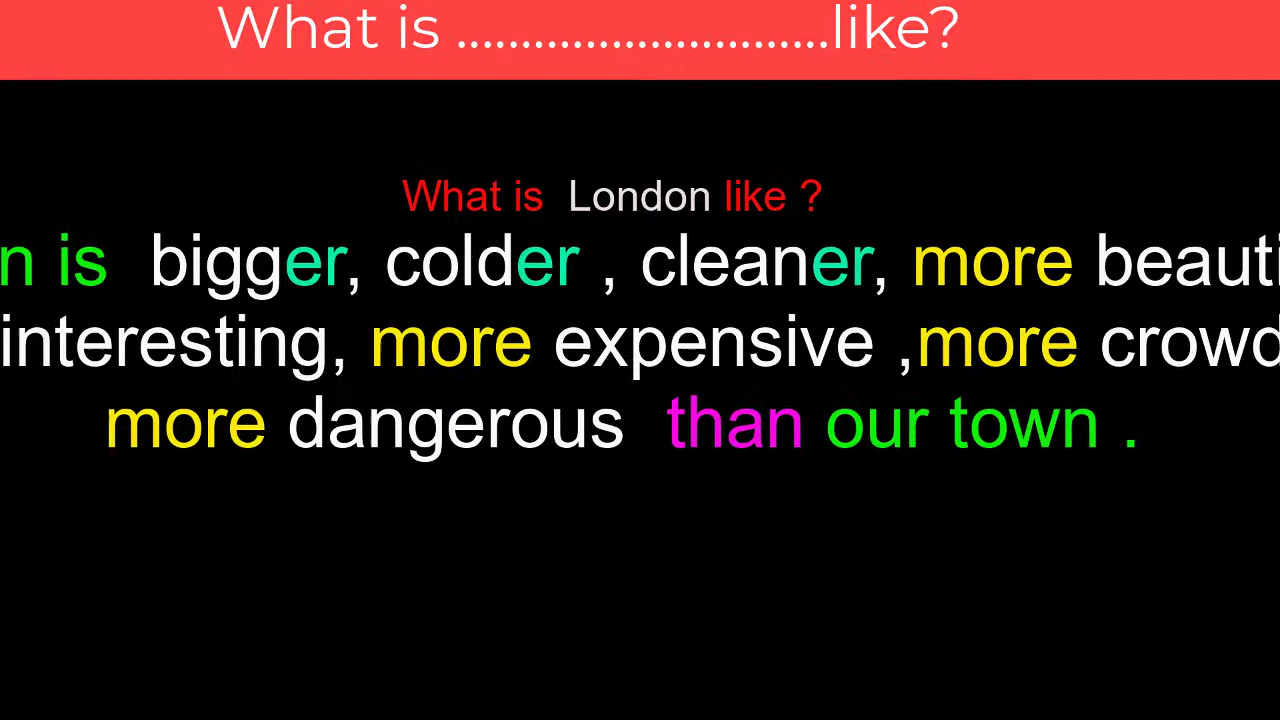 What is .............................like?
What is London like ?
n is bigger, colder , cleaner, more beauti
interesting, more expensive ,more crowd
more dangerous than our town .